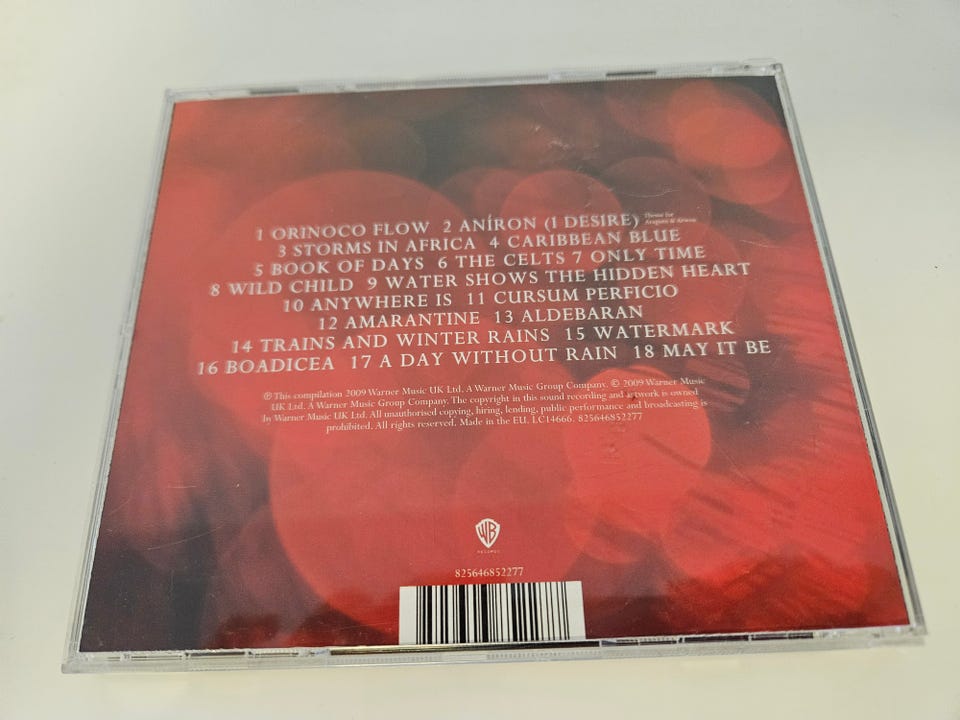 1 ORINOCO FLOW 2 ANÍRON (I DESIRE) Theme for Aragorn & Arwen
3 STORMS IN AFRICA 4 CARIBBEAN BLUE
5 BOOK OF DAYS 6 THE CELTS 7 ONLY TIME
8 WILD CHILD 9 WATER SHOWS THE HIDDEN HEART
10 ANYWHERE IS 11 CURSUM PERFICIO
12 AMARANTINE 13 ALDEBARAN
14 TRAINS AND WINTER RAINS 15 WATERMARK
16 BOADICEA 17 A DAY WITHOUT RAIN 18 MAY IT BE
℗ This compilation 2009 Warner Music UK Ltd. A Warner Music Group Company. © 2009 Warner Music
UK Ltd. A Warner Music Group Company. The copyright in this sound recording and artwork is owned
by Warner Music UK Ltd. All unauthorised copying, hiring, lending, public performance and broadcasting is
prohibited. All rights reserved. Made in the EU. LC14666. 825646852277
WB
RECORDS
825646852277